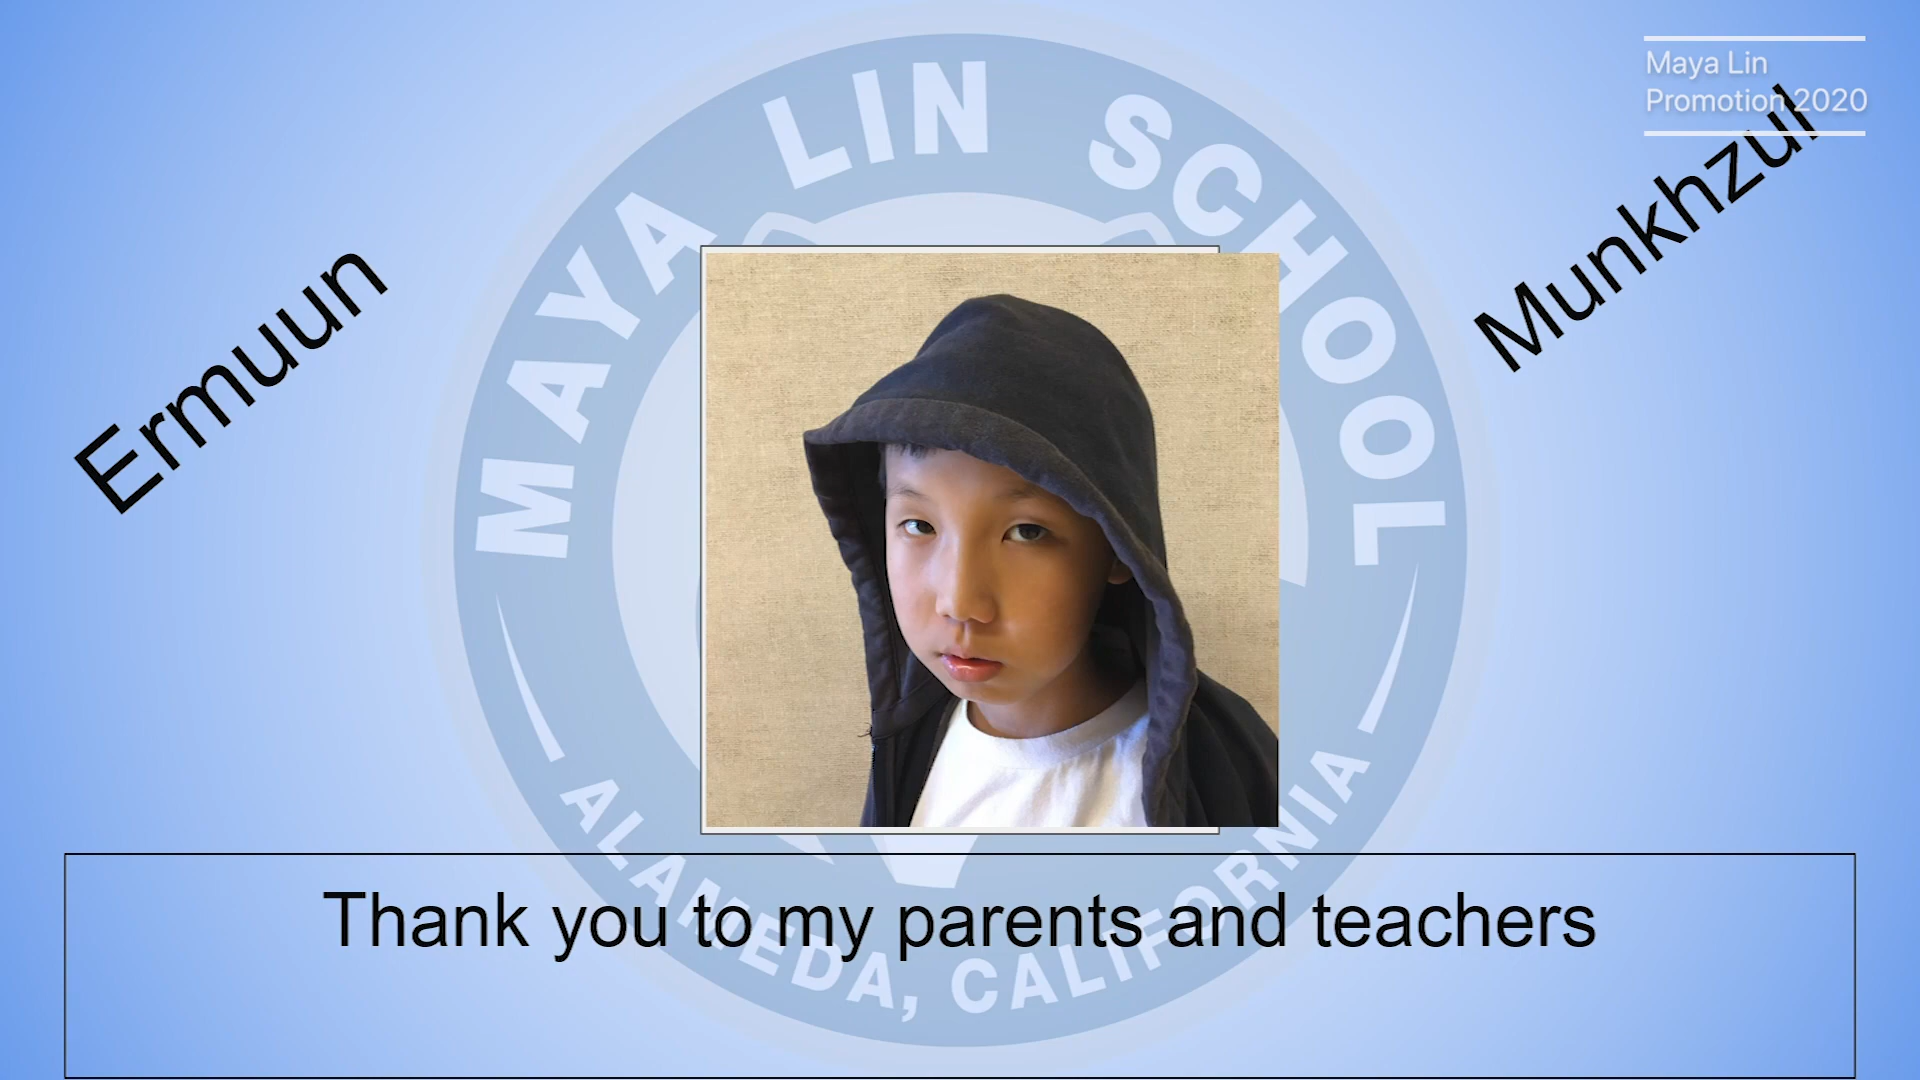 Maya Lin
Promotion 2020
MAYA LIN SCHOOL
Ermuun
Munkhzul
ALAMEDA, CALIFORNIA
Thank you to my parents and teachers